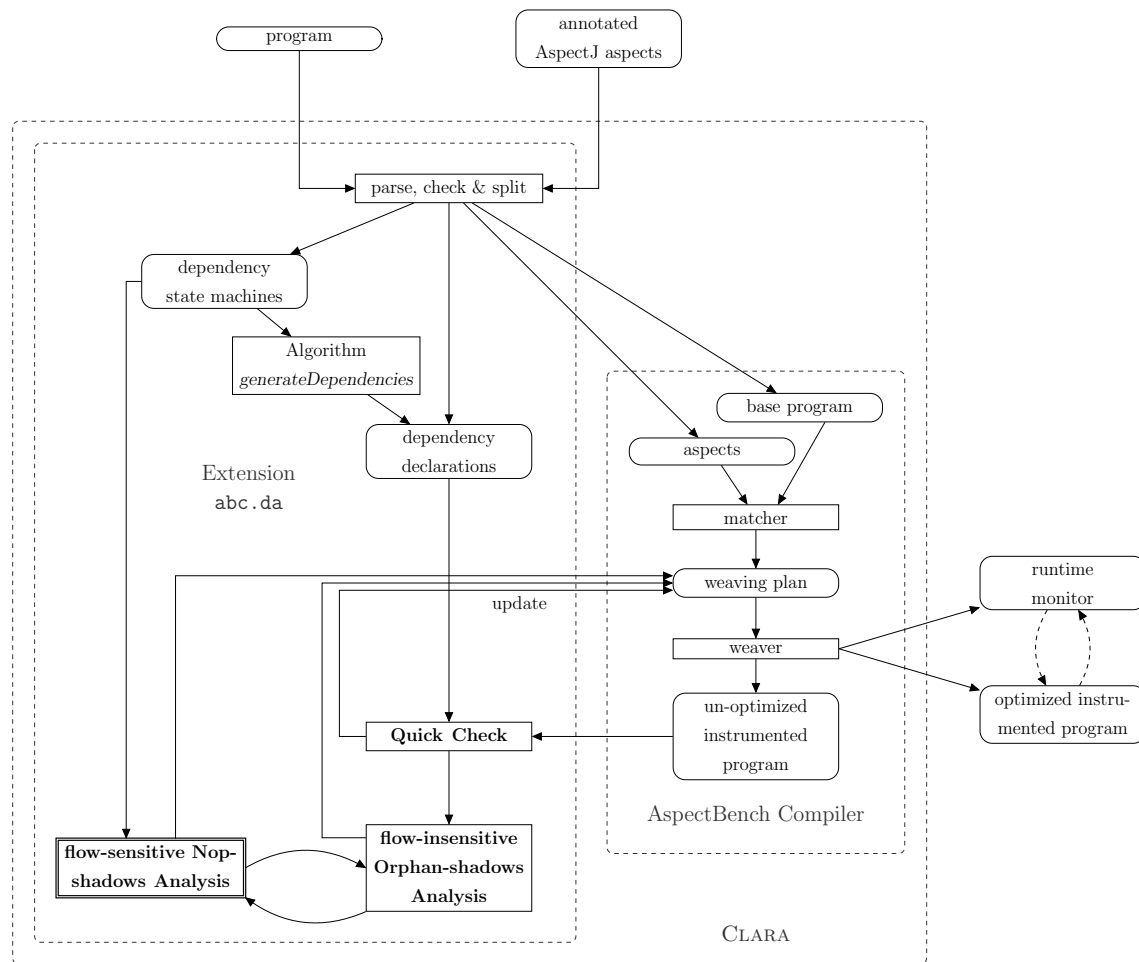 program
annotated
AspectJ aspects
parse, check & split
dependency
state machines
Algorithm
generateDependencies
base program
dependency
declarations
aspects
Extension
abc.da
matcher
weaving plan
runtime
monitor
update
weaver
un-optimized
instrumented
program
optimized instru-
mented program
Quick Check
AspectBench Compiler
flow-sensitive Nop-
shadows Analysis
flow-insensitive
Orphan-shadows
Analysis
CLARA